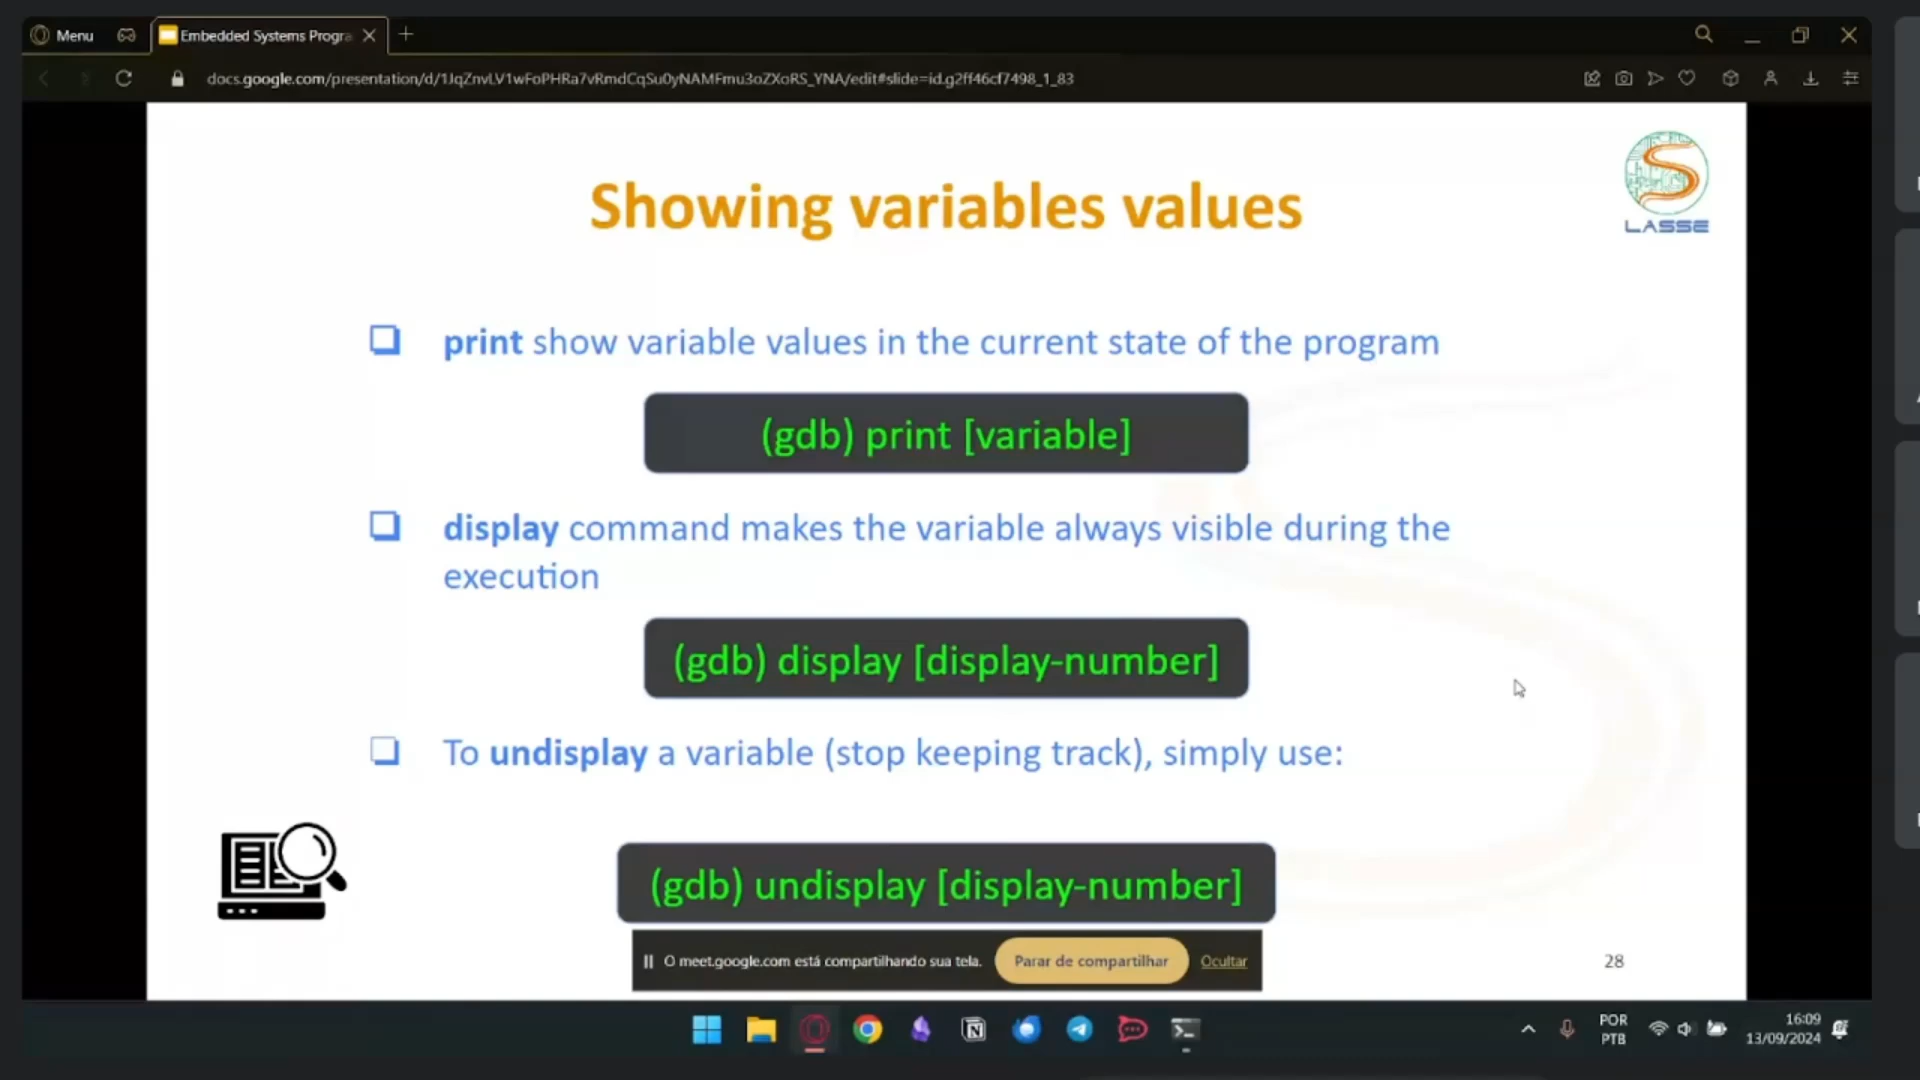 Menu
Embedded Systems Progra
docs.google.com/presentation/d/1JqZnvLV1wFoPHRa7vRmdCqSu0yNAMFmu3oZXoRS_YNA/edit#slide=id.g2ff46cf7498_1_83
Showing variables values
LASSE
print show variable values in the current state of the program
(gdb) print [variable]
display command makes the variable always visible during the
execution
(gdb) display [display-number]
To undisplay a variable (stop keeping track), simply use:
(gdb) undisplay [display-number]
O meet.google.com está compartilhando sua tela.
Parar de compartilhar
Ocultar
28
POR
PTB
16:09
13/09/2024